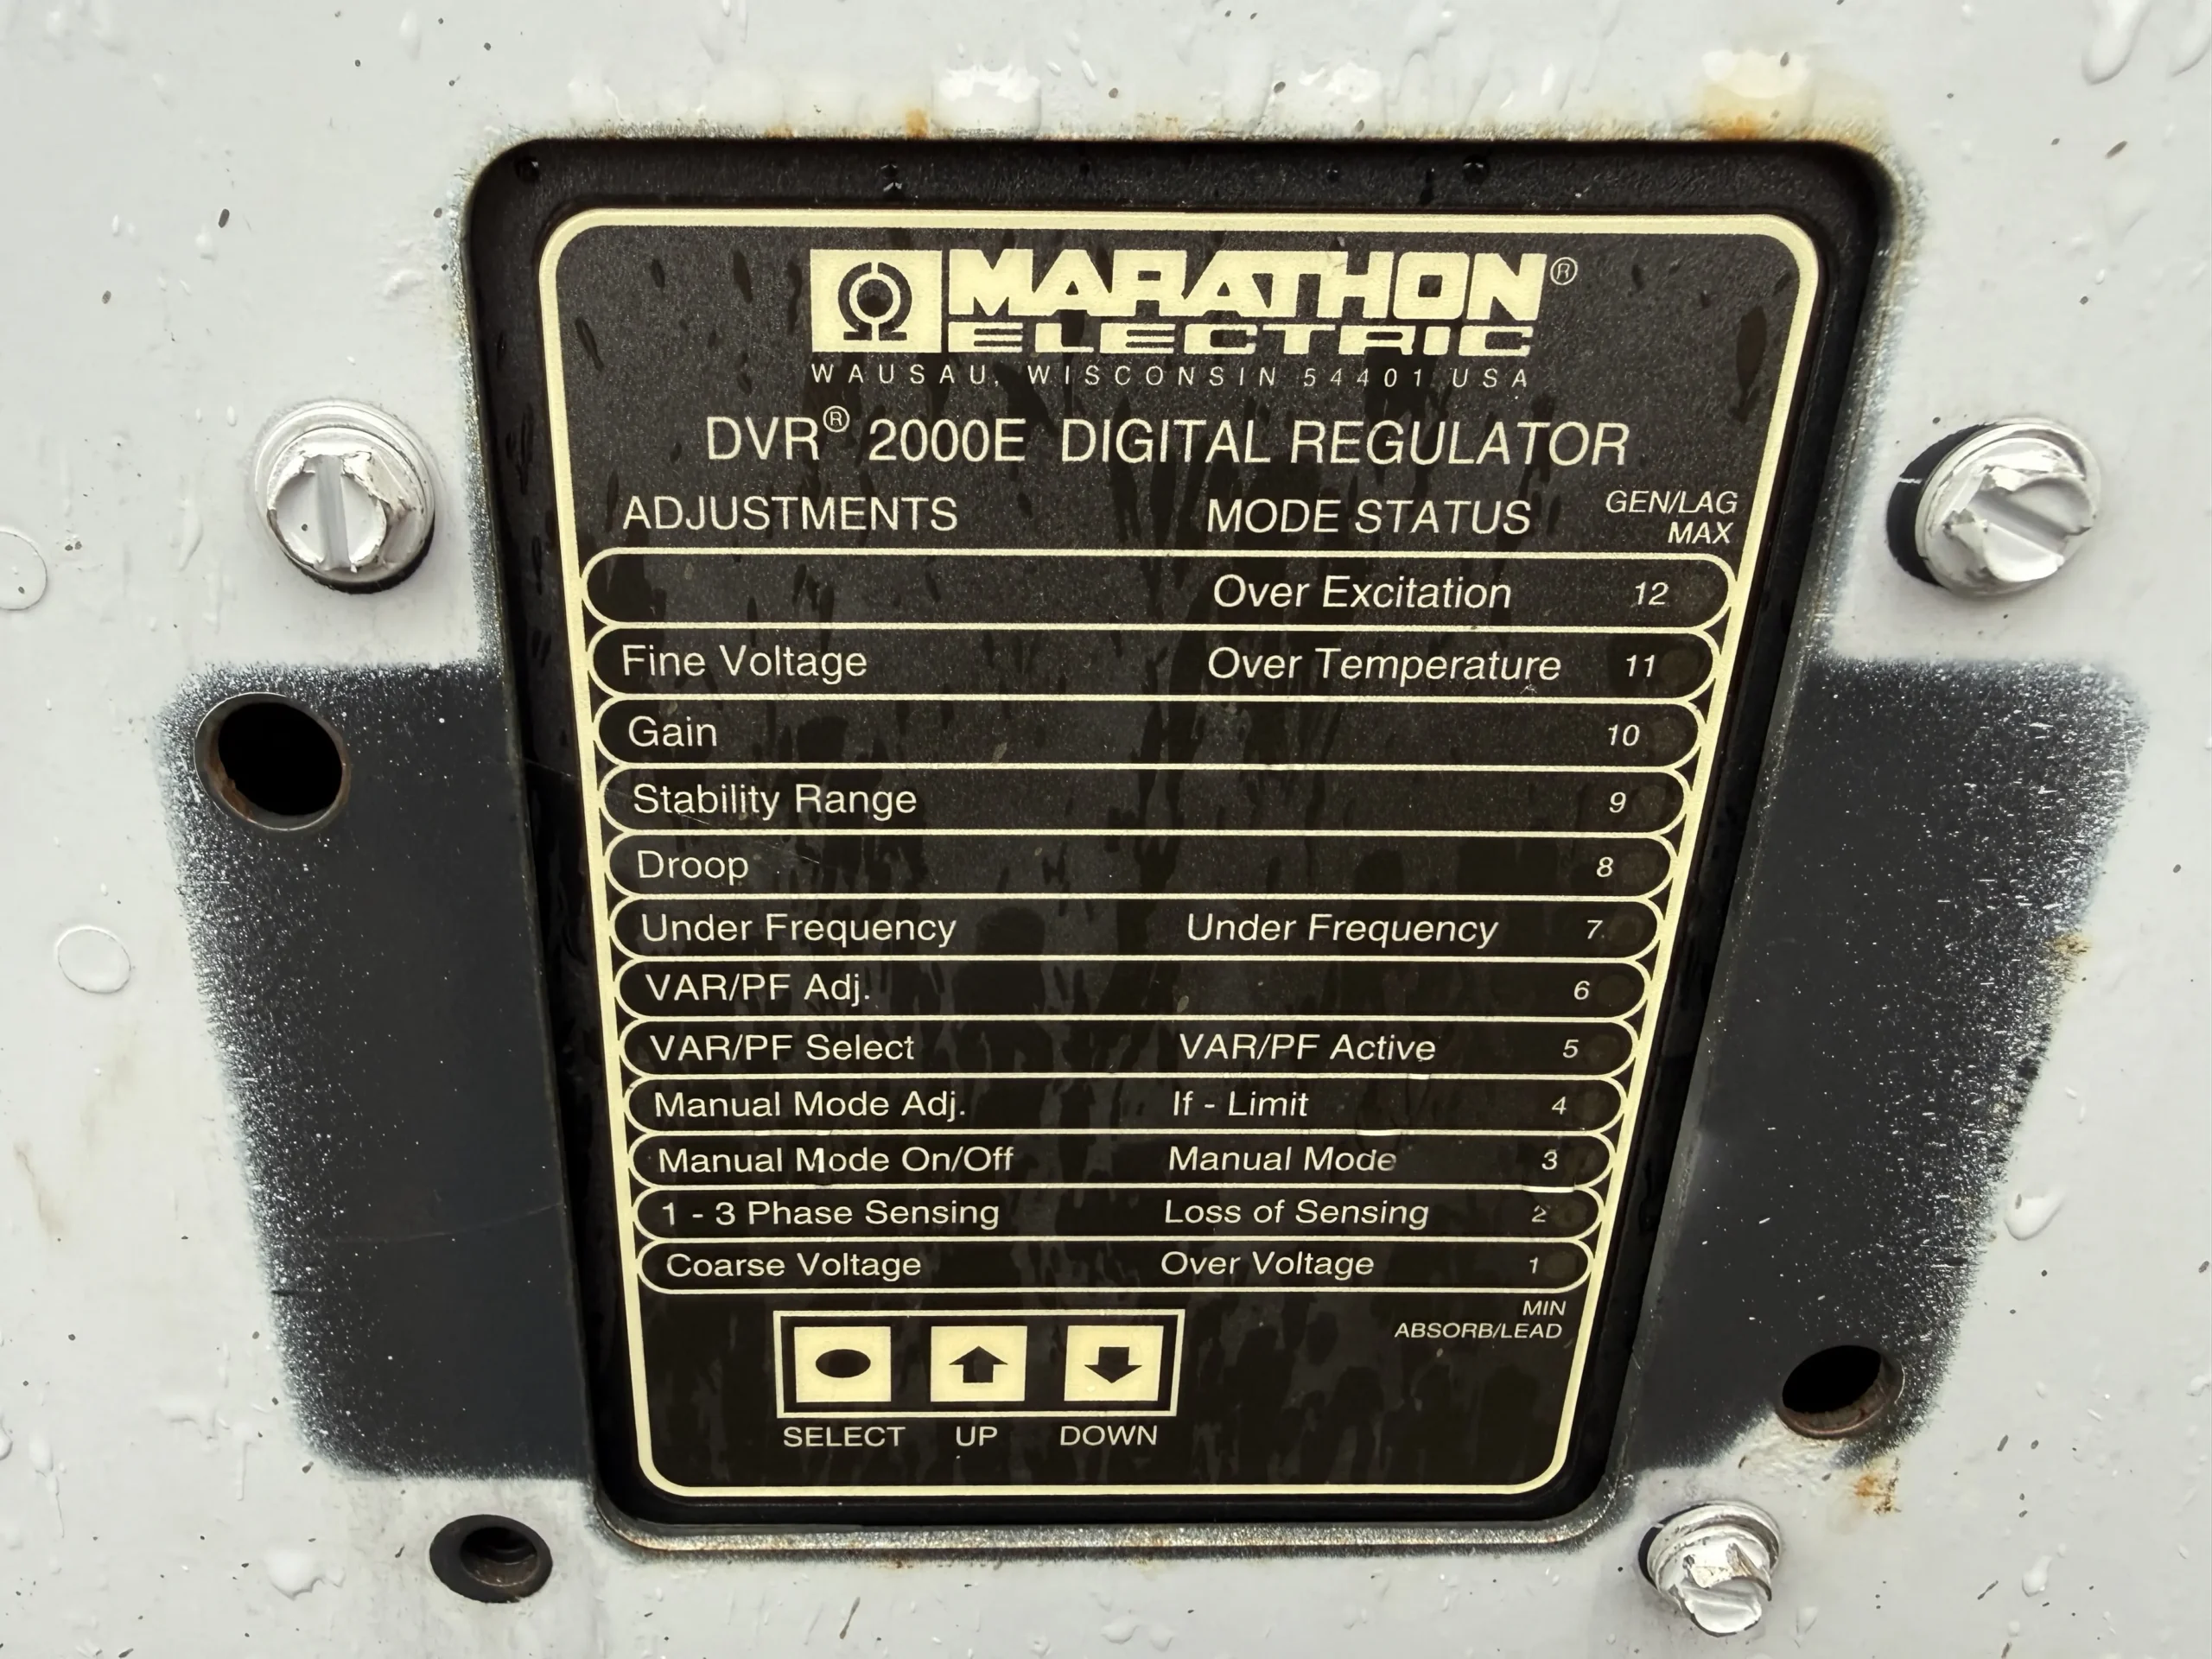 MARATHON®
ELECTRIC
WAUSAU, WISCONSIN 54401 USA
DVR® 2000E DIGITAL REGULATOR
ADJUSTMENTS MODE STATUS GEN/LAG
MAX
Over Excitation 12
Fine Voltage Over Temperature 11
Gain 10
Stability Range 9
Droop 8
Under Frequency Under Frequency 7
VAR/PF Adj. 6
VAR/PF Select VAR/PF Active 5
Manual Mode Adj. If - Limit 4
Manual Mode On/Off Manual Mode 3
1 - 3 Phase Sensing Loss of Sensing 2
Coarse Voltage Over Voltage 1
MIN
ABSORB/LEAD
SELECT UP DOWN